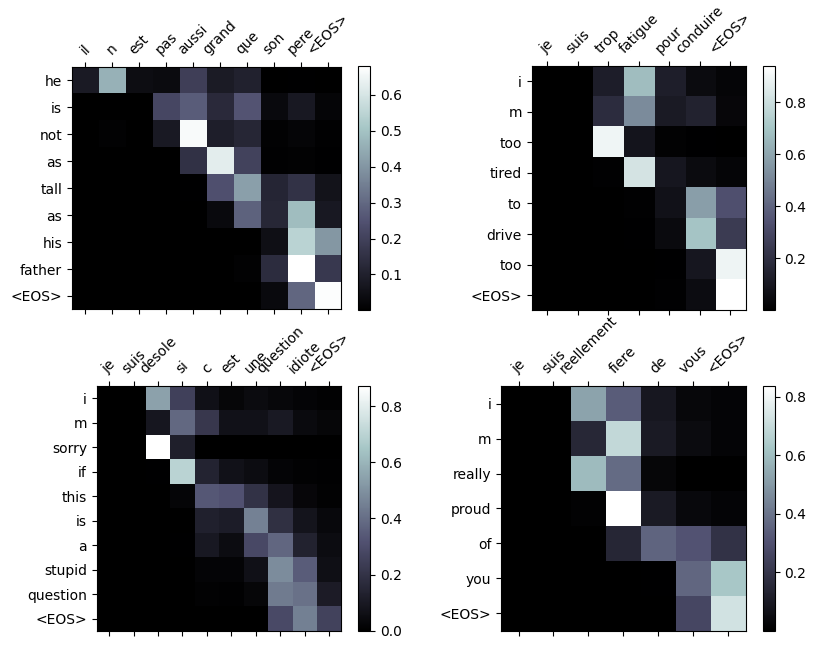 il n est pas aussi grand que son pere <EOS>
he
is
not
as
tall
as
his
father
<EOS>
0.6
0.5
0.4
0.3
0.2
0.1
je suis trop fatigue pour conduire <EOS>
i
m
too
tired
to
drive
too
<EOS>
0.8
0.6
0.4
0.2
je suis desole si c est une question idiote <EOS>
i
m
sorry
if
this
is
a
stupid
question
<EOS>
0.8
0.6
0.4
0.2
0.0
je suis reellement fiere de vous <EOS>
i
m
really
proud
of
you
<EOS>
0.8
0.6
0.4
0.2